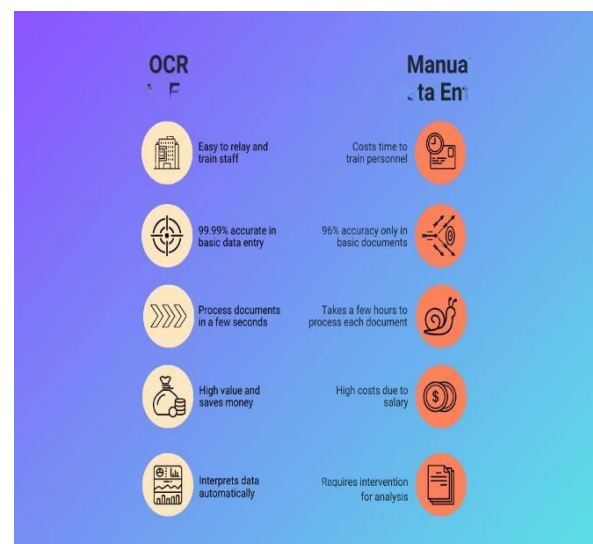 OCR
Manua
ta Ent
Easy to relay and
train staff
Costs time to
train personnel
99.99% accurate in
basic data entry
96% accuracy only in
basic documents
Process documents
in a few seconds
Takes a few hours to
process each document
High value and
saves money
High costs due to
salary
$
Interprets data
automatically
Requires intervention
for analysis